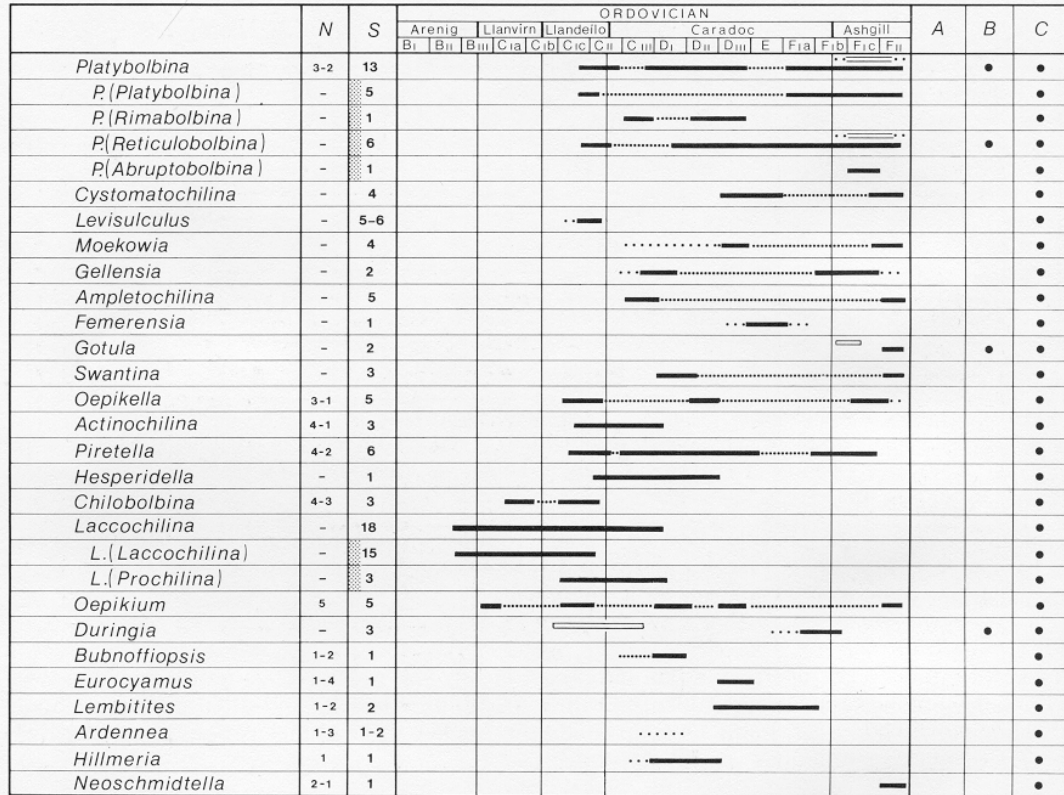 ORDOVICIAN
N S Arenig Llanvirn Llandeilo Caradoc Ashgill A B C
BI BII BIII CIa CIb CIc CII CIII DI DII DIII E FIa FIb FIc FII
Platybolbina 3-2 13
P.(Platybolbina) - 5
P.(Rimabolbina) - 1
P.(Reticulobolbina) - 6
P.(Abruptobolbina) - 1
Cystomatochilina - 4
Levisulculus - 5-6
Moekowia - 4
Gellensia - 2
Ampletochilina - 5
Femerensia - 1
Gotula - 2
Swantina - 3
Oepikella 3-1 5
Actinochilina 4-1 3
Piretella 4-2 6
Hesperidella - 1
Chilobolbina 4-3 3
Laccochilina - 18
L.(Laccochilina) - 15
L.(Prochilina) - 3
Oepikium 5 5
Duringia - 3
Bubnoffiopsis 1-2 1
Eurocyamus 1-4 1
Lembitites 1-2 2
Ardennea 1-3 1-2
Hillmeria 1 1
Neoschmidtella 2-1 1